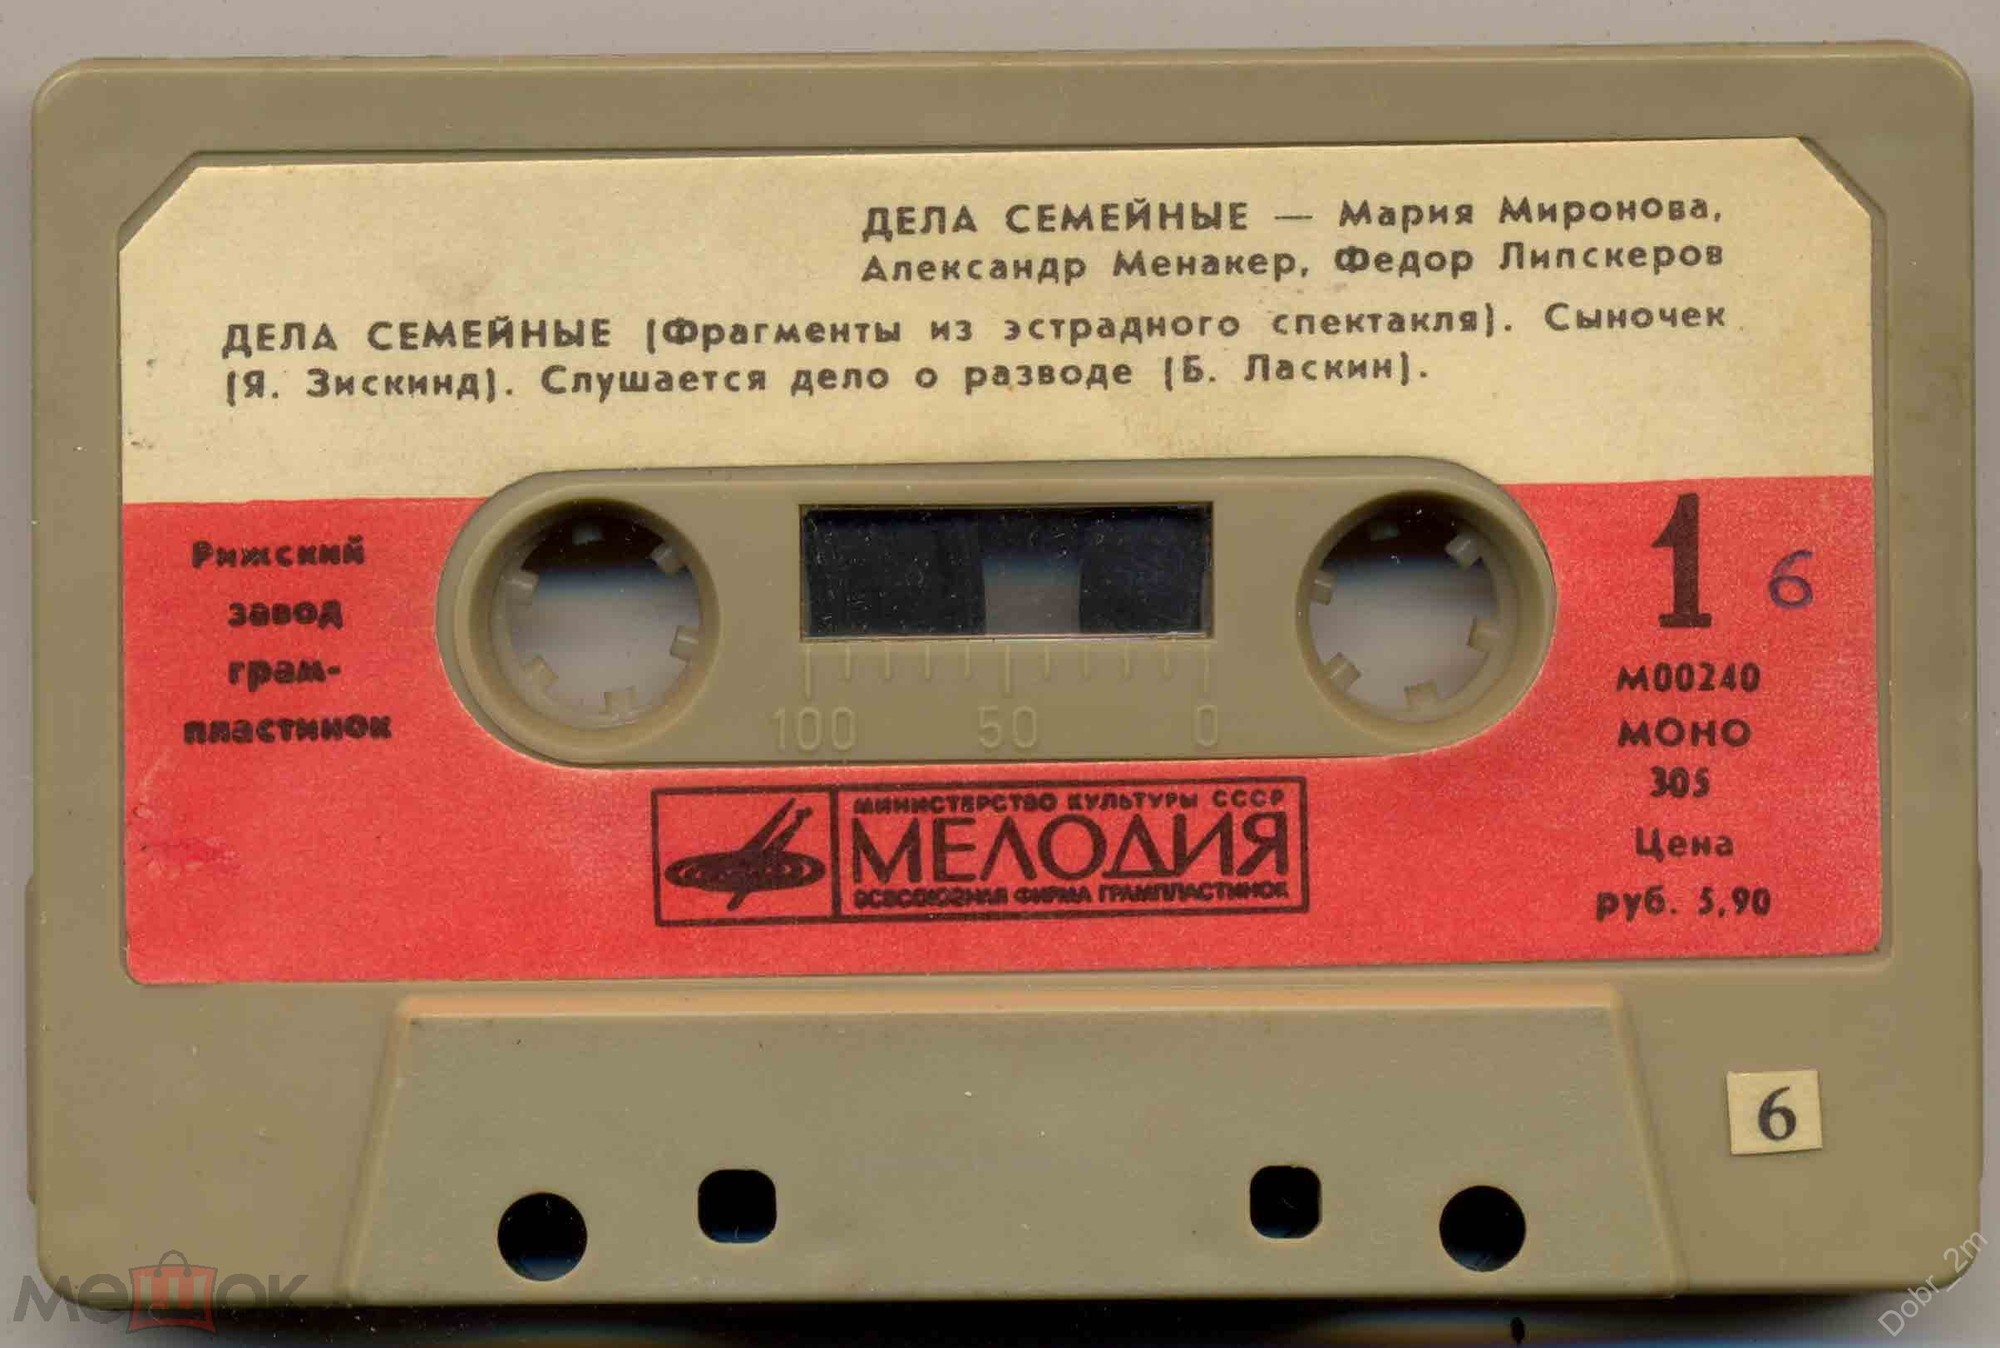 ДЕЛА СЕМЕЙНЫЕ — Мария Миронова,
Александр Менакер, Федор Липскеров
ДЕЛА СЕМЕЙНЫЕ (Фрагменты из эстрадного спектакля). Сыночек
(Я. Зискинд). Слушается дело о разводе (Б. Ласкин).
Рижский
завод
грам-
пластинок
1 6
М00240
МОНО
305
Цена
руб. 5,90
100 50 0
МИНИСТЕРСТВО КУЛЬТУРЫ СССР
МЕЛОДИЯ
ВСЕСОЮЗНАЯ ФИРМА ГРАМПЛАСТИНОК
6
мешок
Dobr_2m